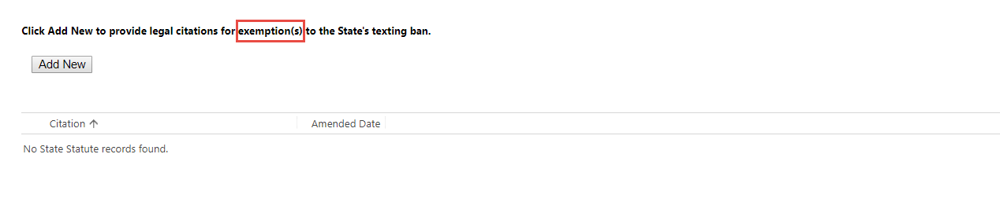 Click Add New to provide legal citations for exemption(s) to the State's texting ban.
Add New
Citation ↑ Amended Date
No State Statute records found.